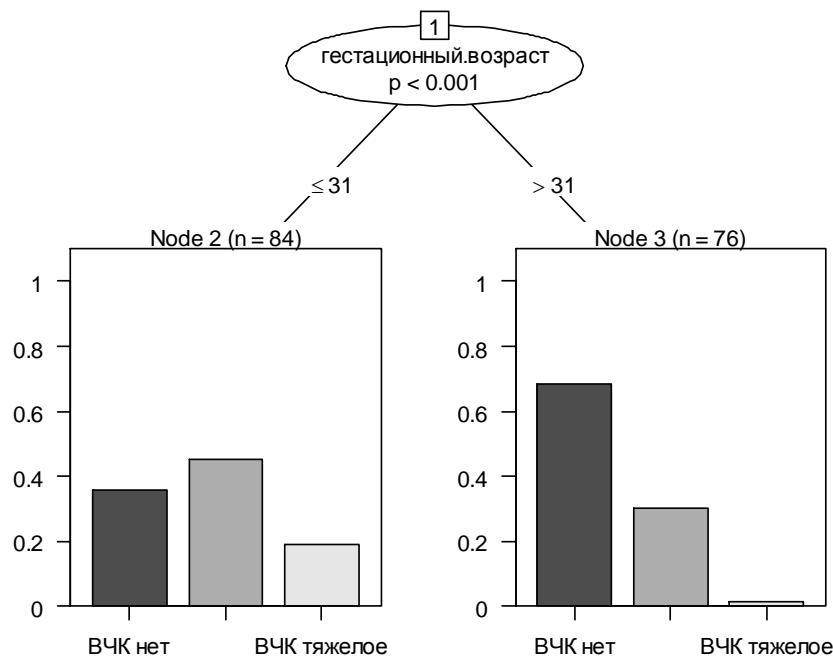 1
гестационный.возраст
p < 0.001
≤ 31
> 31
Node 2 (n = 84)
1
0.8
0.6
0.4
0.2
0
ВЧК нет
ВЧК тяжелое
Node 3 (n = 76)
1
0.8
0.6
0.4
0.2
0
ВЧК нет
ВЧК тяжелое